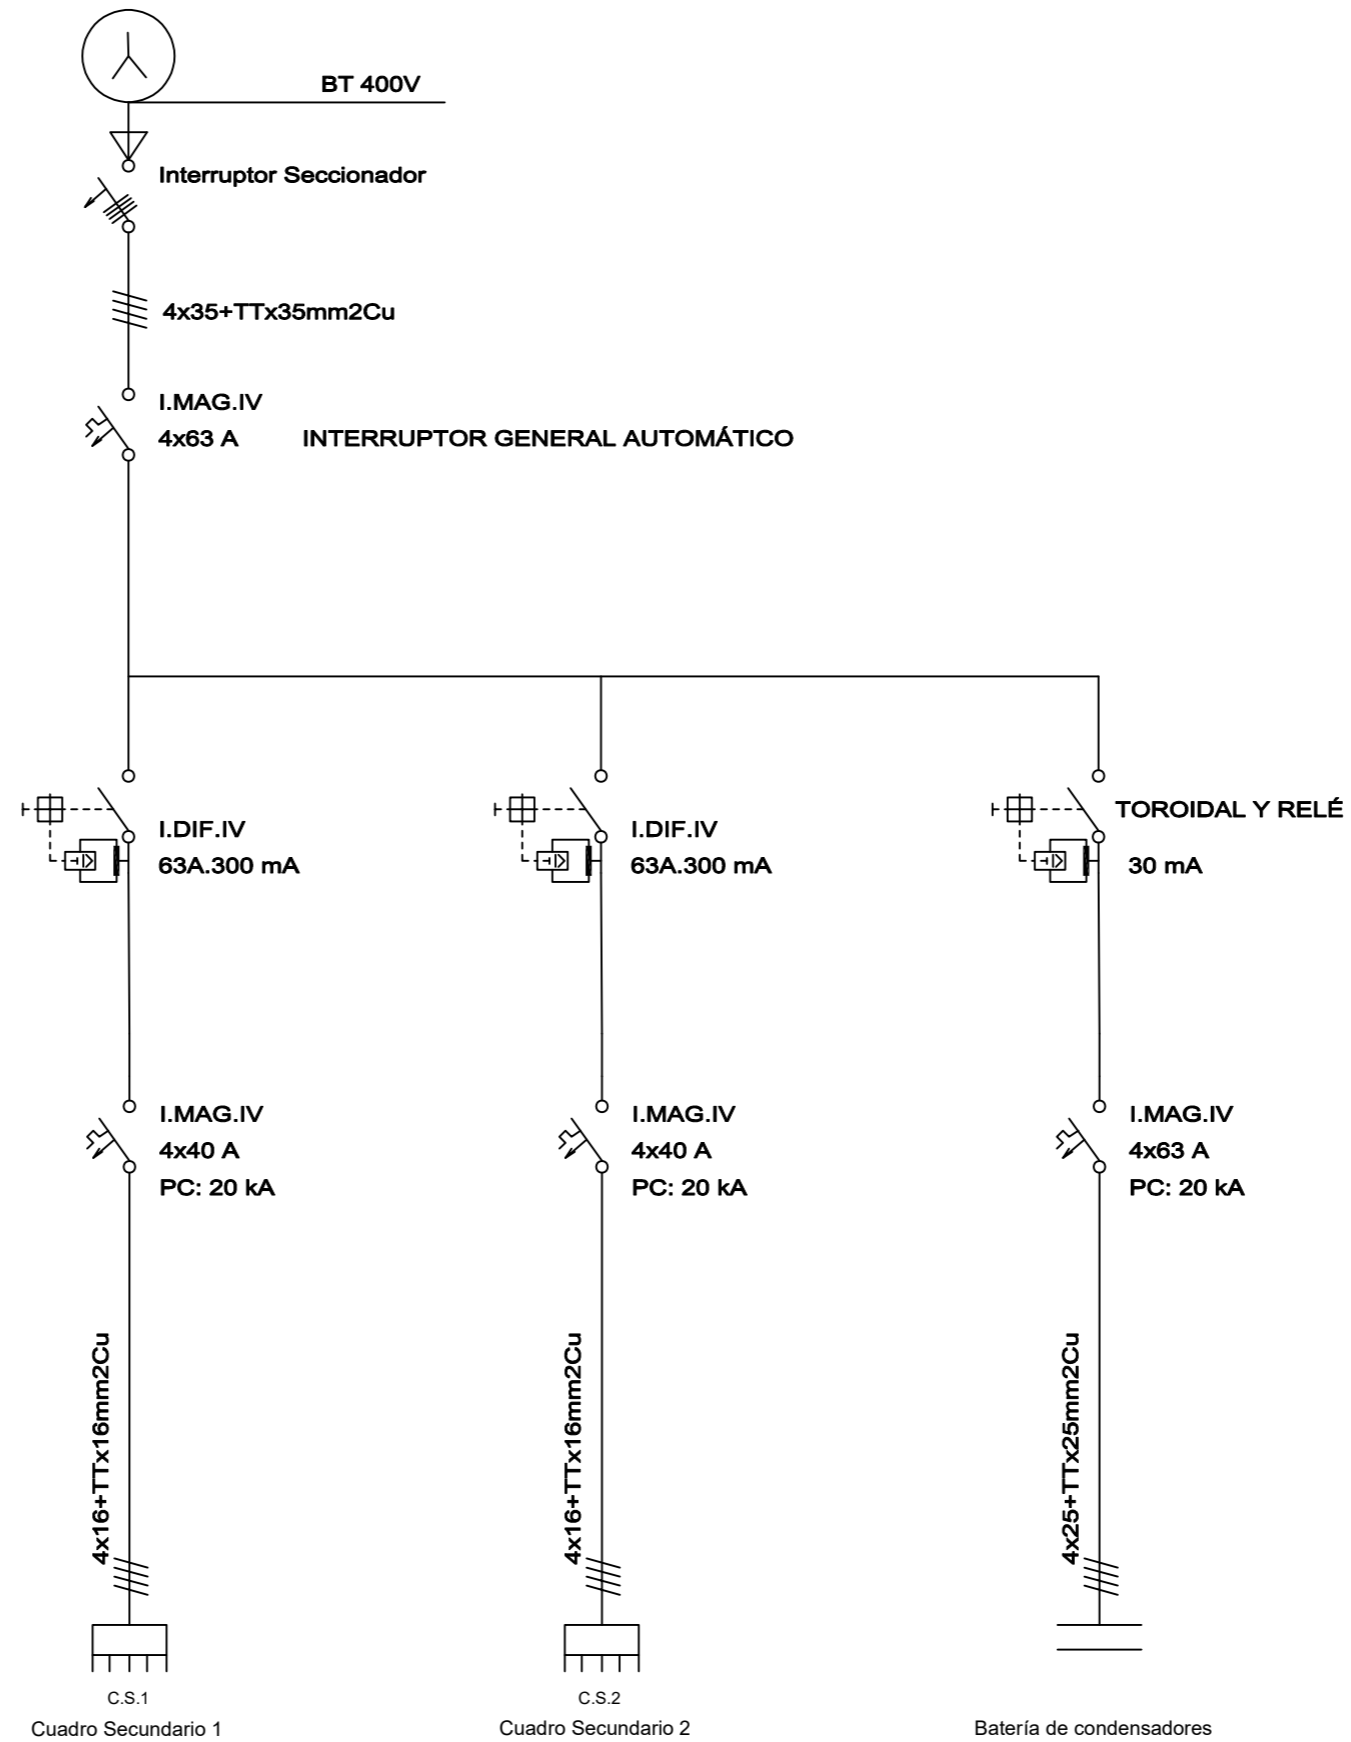 BT 400V
Interruptor Seccionador
4x35+TTx35mm2Cu
I.MAG.IV
4x63 A INTERRUPTOR GENERAL AUTOMÁTICO
I.DIF.IV
63A.300 mA
I.DIF.IV
63A.300 mA
TOROIDAL Y RELÉ
30 mA
I.MAG.IV
4x40 A
PC: 20 kA
I.MAG.IV
4x40 A
PC: 20 kA
I.MAG.IV
4x63 A
PC: 20 kA
4x16+TTx16mm2Cu
4x16+TTx16mm2Cu
4x25+TTx25mm2Cu
C.S.1
Cuadro Secundario 1
C.S.2
Cuadro Secundario 2
Batería de condensadores